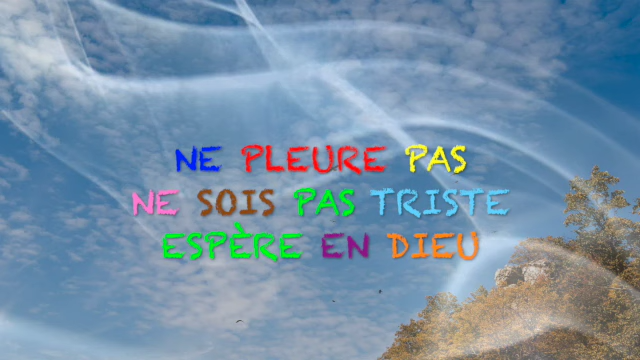 NE PLEURE PAS
NE SOIS PAS TRISTE
ESPÈRE EN DIEU